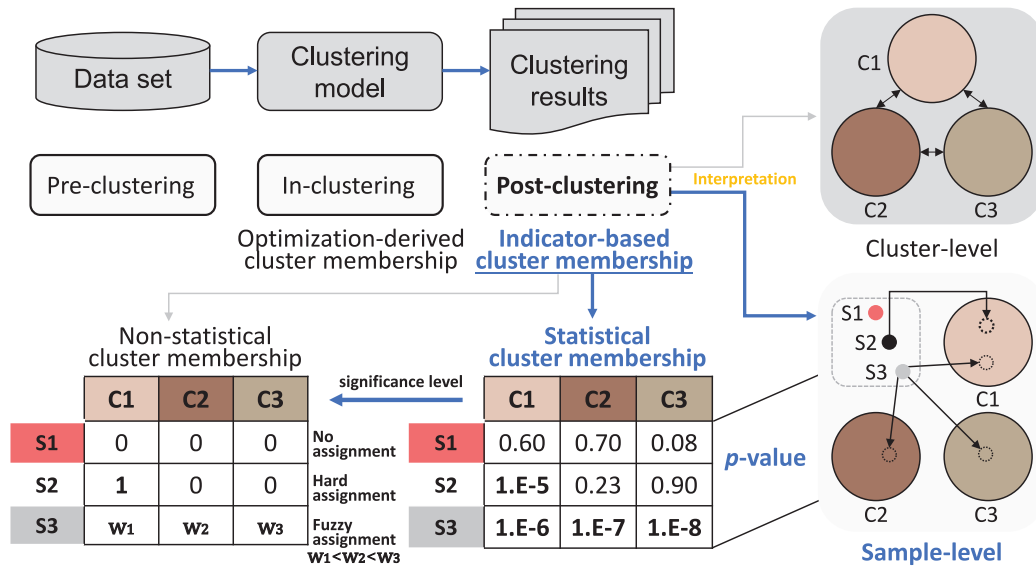 Data set
Clustering
model
Clustering
results
Pre-clustering
In-clustering
Post-clustering
Interpretation
Optimization-derived
cluster membership
Indicator-based
cluster membership
C1
C2
C3
Cluster-level
Non-statistical
cluster membership
significance level
Statistical
cluster membership
C1 C2 C3
S1 0 0 0 No
assignment
S2 1 0 0 Hard
assignment
S3 w1 w2 w3 Fuzzy
assignment
w1<w2<w3
C1 C2 C3
S1 0.60 0.70 0.08
S2 1.E-5 0.23 0.90
S3 1.E-6 1.E-7 1.E-8
p-value
S1
S2
S3
C1
C2
C3
Sample-level